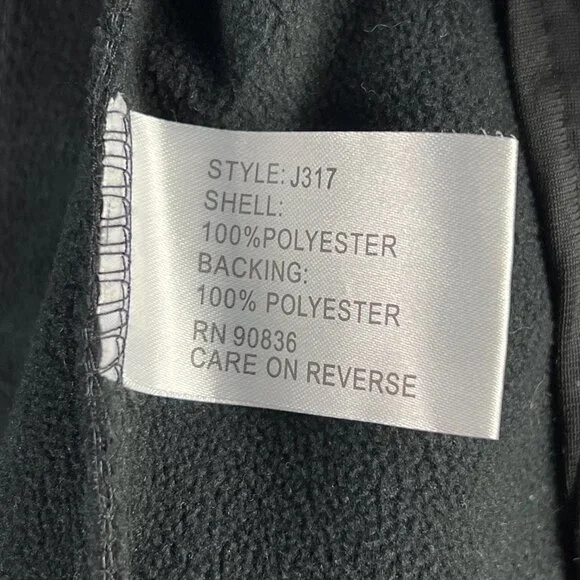 STYLE: J317
SHELL:
100%POLYESTER
BACKING:
100% POLYESTER
RN 90836
CARE ON REVERSE